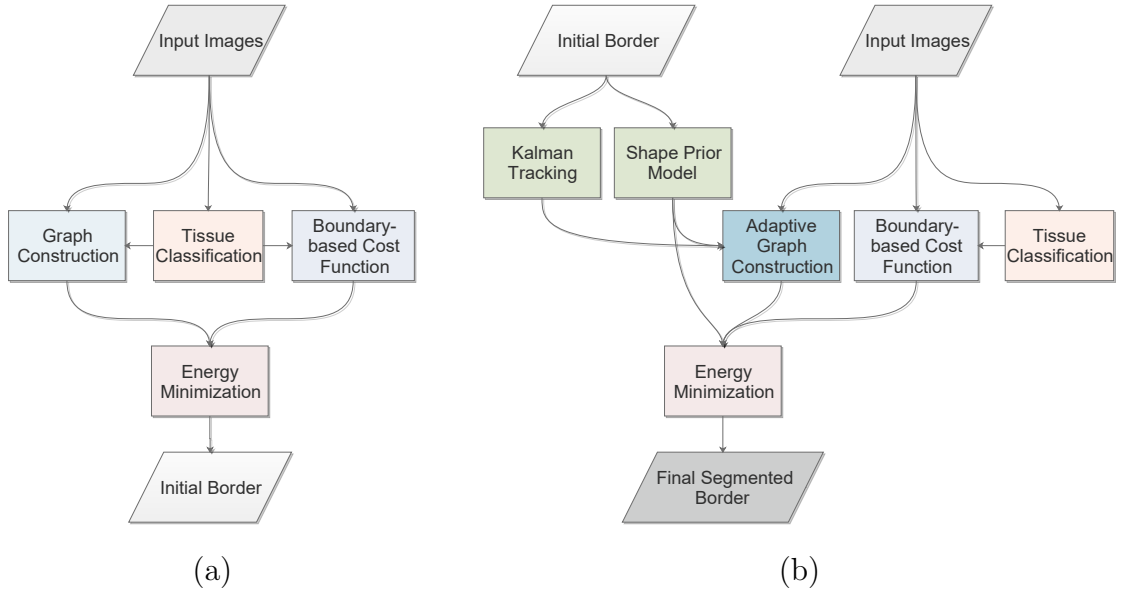 Input Images
Graph
Construction
Tissue
Classification
Boundary-
based Cost
Function
Energy
Minimization
Initial Border
(a)
Initial Border
Input Images
Kalman
Tracking
Shape Prior
Model
Adaptive
Graph
Construction
Boundary-
based Cost
Function
Tissue
Classification
Energy
Minimization
Final Segmented
Border
(b)